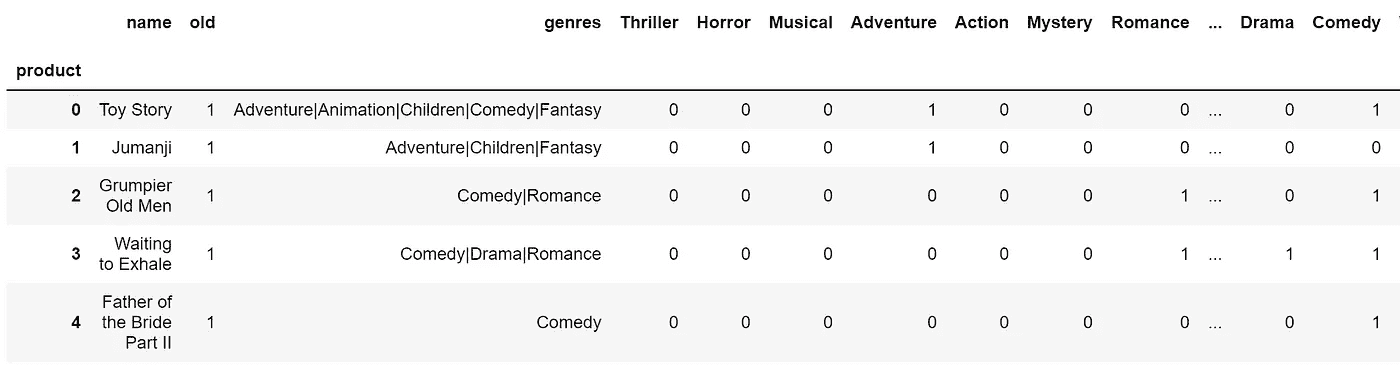 name old genres Thriller Horror Musical Adventure Action Mystery Romance ... Drama Comedy
product
0 Toy Story 1 Adventure|Animation|Children|Comedy|Fantasy 0 0 0 1 0 0 0 ... 0 1
1 Jumanji 1 Adventure|Children|Fantasy 0 0 0 1 0 0 0 ... 0 0
2 Grumpier Old Men 1 Comedy|Romance 0 0 0 0 0 0 1 ... 0 1
3 Waiting to Exhale 1 Comedy|Drama|Romance 0 0 0 0 0 0 1 ... 1 1
4 Father of the Bride Part II 1 Comedy 0 0 0 0 0 0 0 ... 0 1